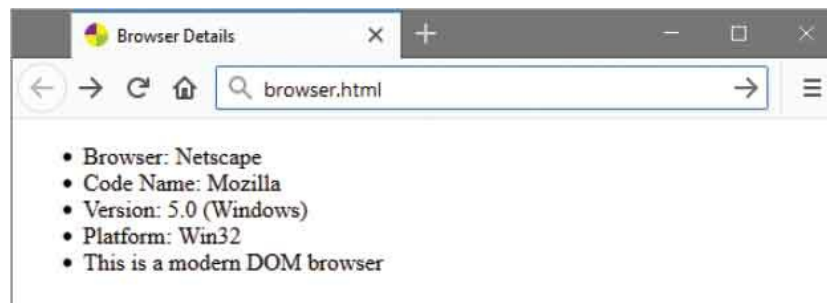 Browser Details
browser.html
• Browser: Netscape
• Code Name: Mozilla
• Version: 5.0 (Windows)
• Platform: Win32
• This is a modern DOM browser